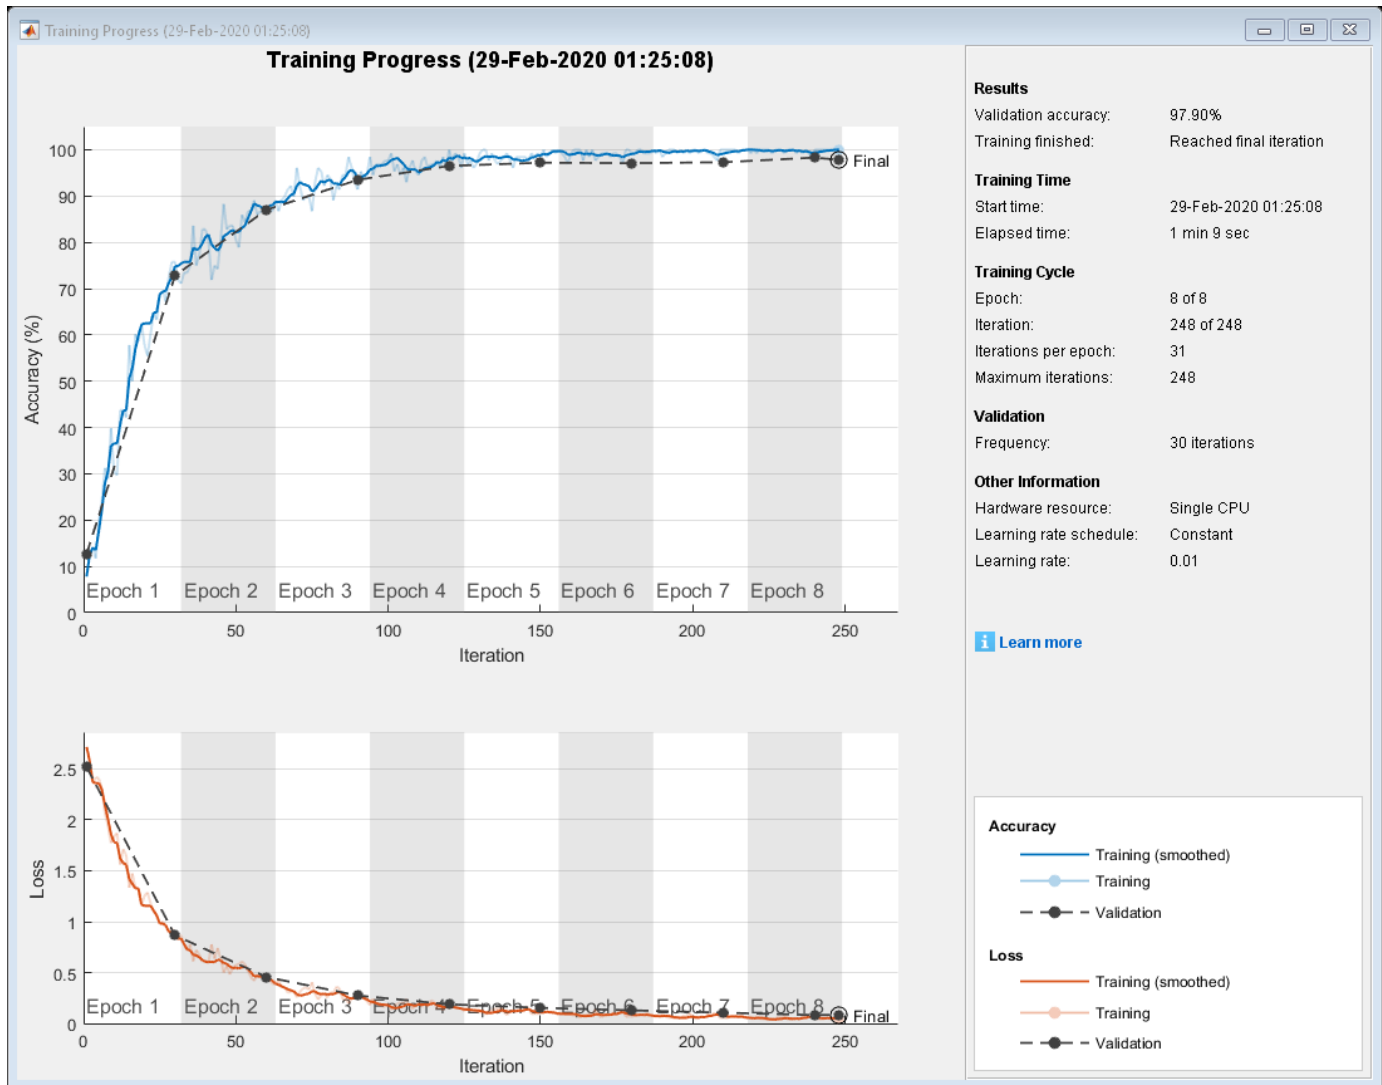 Training Progress (29-Feb-2020 01:25:08)
Training Progress (29-Feb-2020 01:25:08)
100
90
80
70
60
50
40
30
20
10
0
Accuracy (%)
Epoch 1 Epoch 2 Epoch 3 Epoch 4 Epoch 5 Epoch 6 Epoch 7 Epoch 8
Final
0 50 100 150 200 250
Iteration
2.5
2
1.5
1
0.5
0
Loss
Epoch 1 Epoch 2 Epoch 3 Epoch 4 Epoch 5 Epoch 6 Epoch 7 Epoch 8
Final
0 50 100 150 200 250
Iteration
Results
Validation accuracy: 97.90%
Training finished: Reached final iteration
Training Time
Start time: 29-Feb-2020 01:25:08
Elapsed time: 1 min 9 sec
Training Cycle
Epoch: 8 of 8
Iteration: 248 of 248
Iterations per epoch: 31
Maximum iterations: 248
Validation
Frequency: 30 iterations
Other Information
Hardware resource: Single CPU
Learning rate schedule: Constant
Learning rate: 0.01
i Learn more
Accuracy
Training (smoothed)
Training
Validation
Loss
Training (smoothed)
Training
Validation